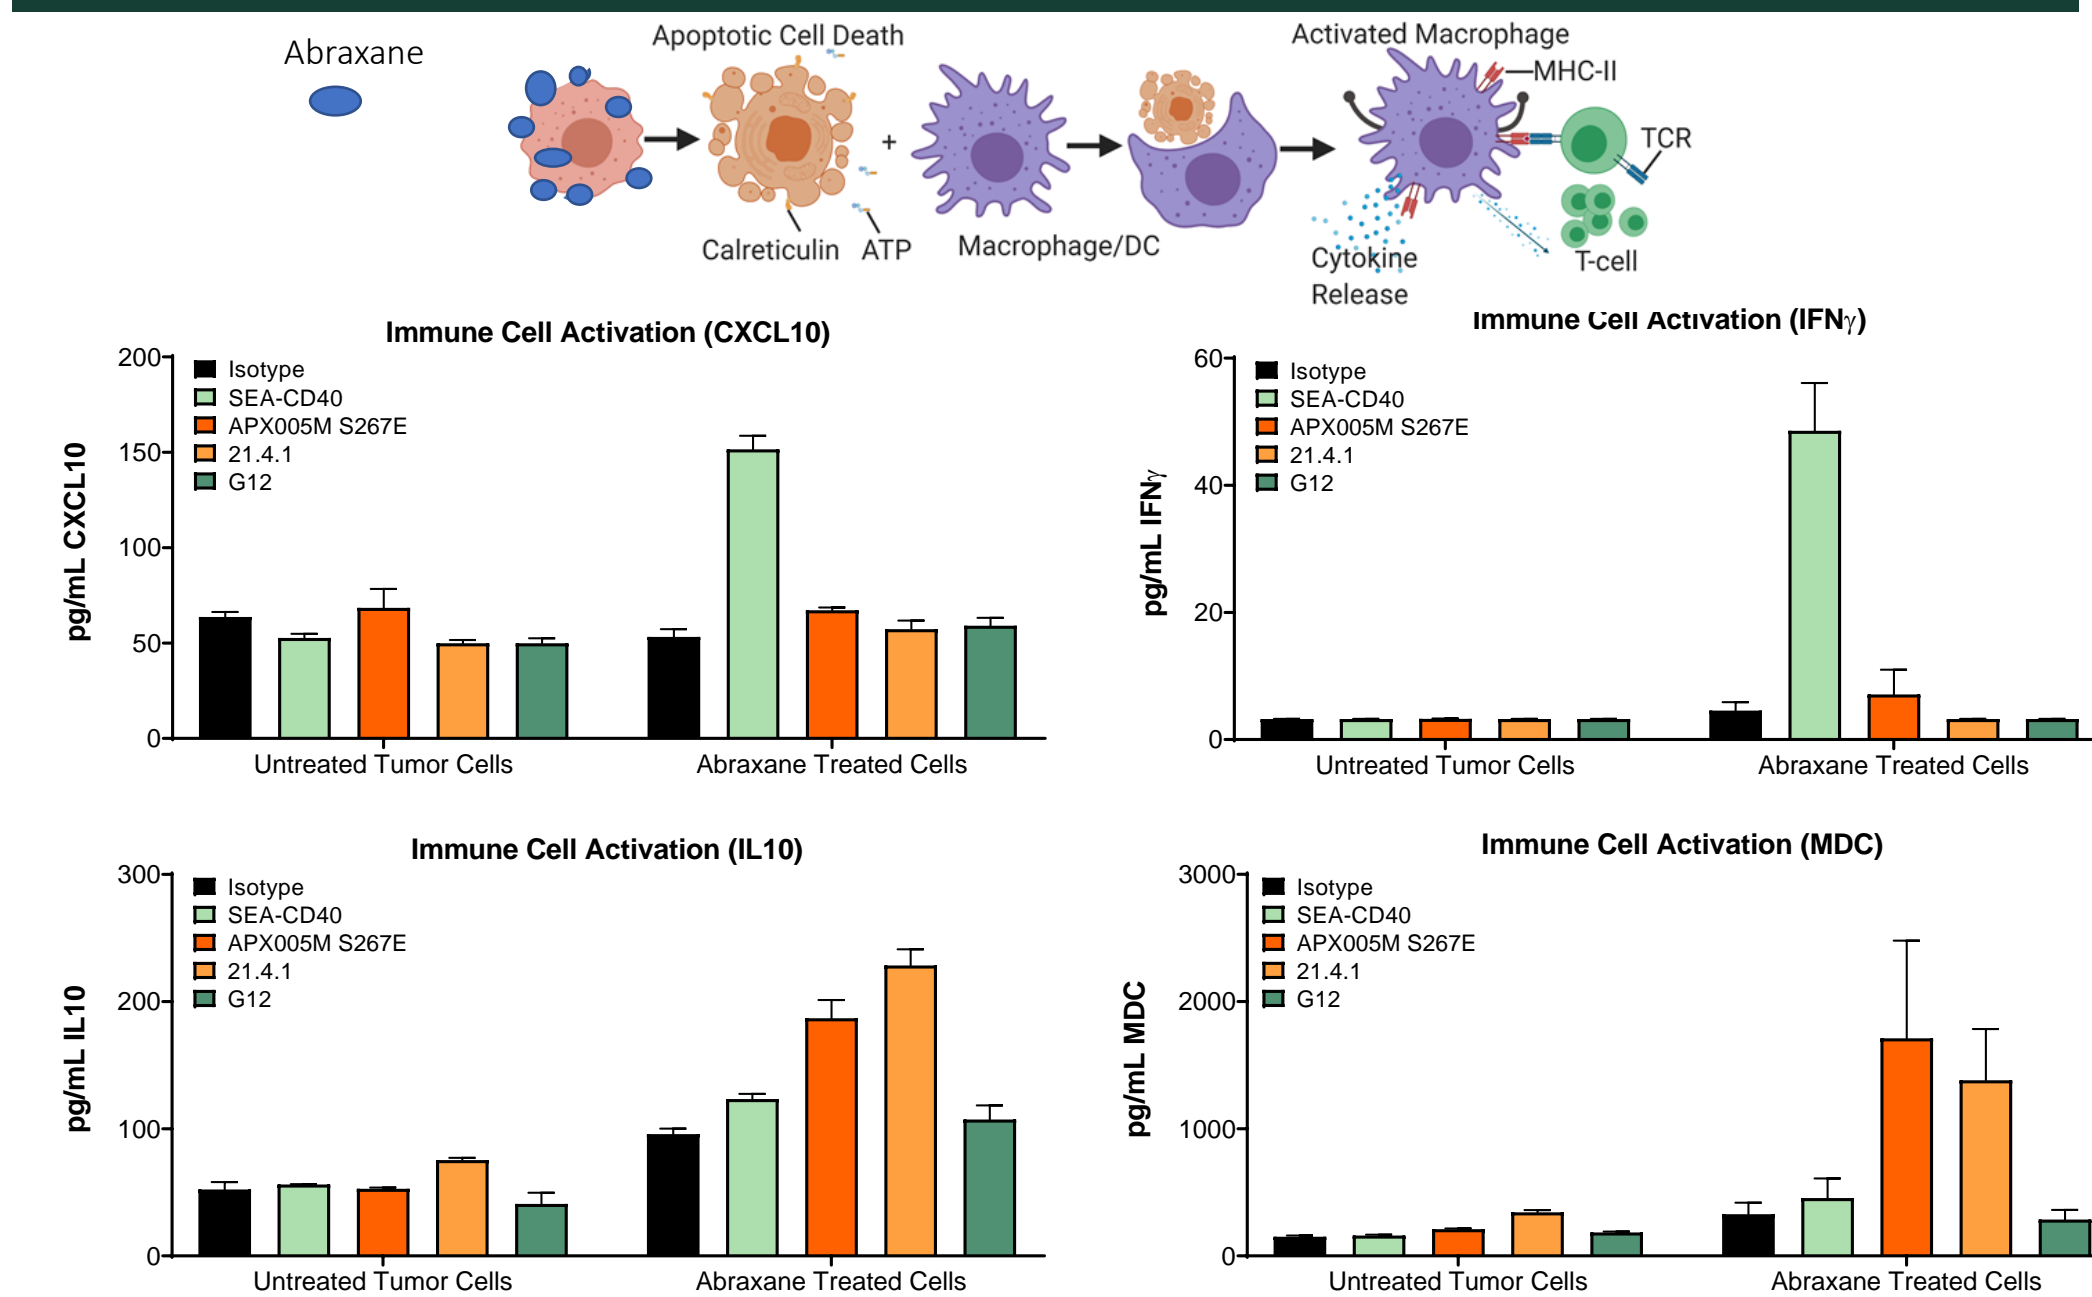 Abraxane
Apoptotic Cell Death
Activated Macrophage
MHC-II
+
TCR
Calreticulin
ATP
Macrophage/DC
Cytokine
Release
T-cell
Immune Cell Activation (CXCL10)
pg/mL CXCL10
200
150
100
50
0
Isotype
SEA-CD40
APX005M S267E
21.4.1
G12
Untreated Tumor Cells
Abraxane Treated Cells
Immune Cell Activation (IFNγ)
pg/mL IFNγ
60
40
20
0
Isotype
SEA-CD40
APX005M S267E
21.4.1
G12
Untreated Tumor Cells
Abraxane Treated Cells
Immune Cell Activation (IL10)
pg/mL IL10
300
200
100
0
Isotype
SEA-CD40
APX005M S267E
21.4.1
G12
Untreated Tumor Cells
Abraxane Treated Cells
Immune Cell Activation (MDC)
pg/mL MDC
3000
2000
1000
0
Isotype
SEA-CD40
APX005M S267E
21.4.1
G12
Untreated Tumor Cells
Abraxane Treated Cells